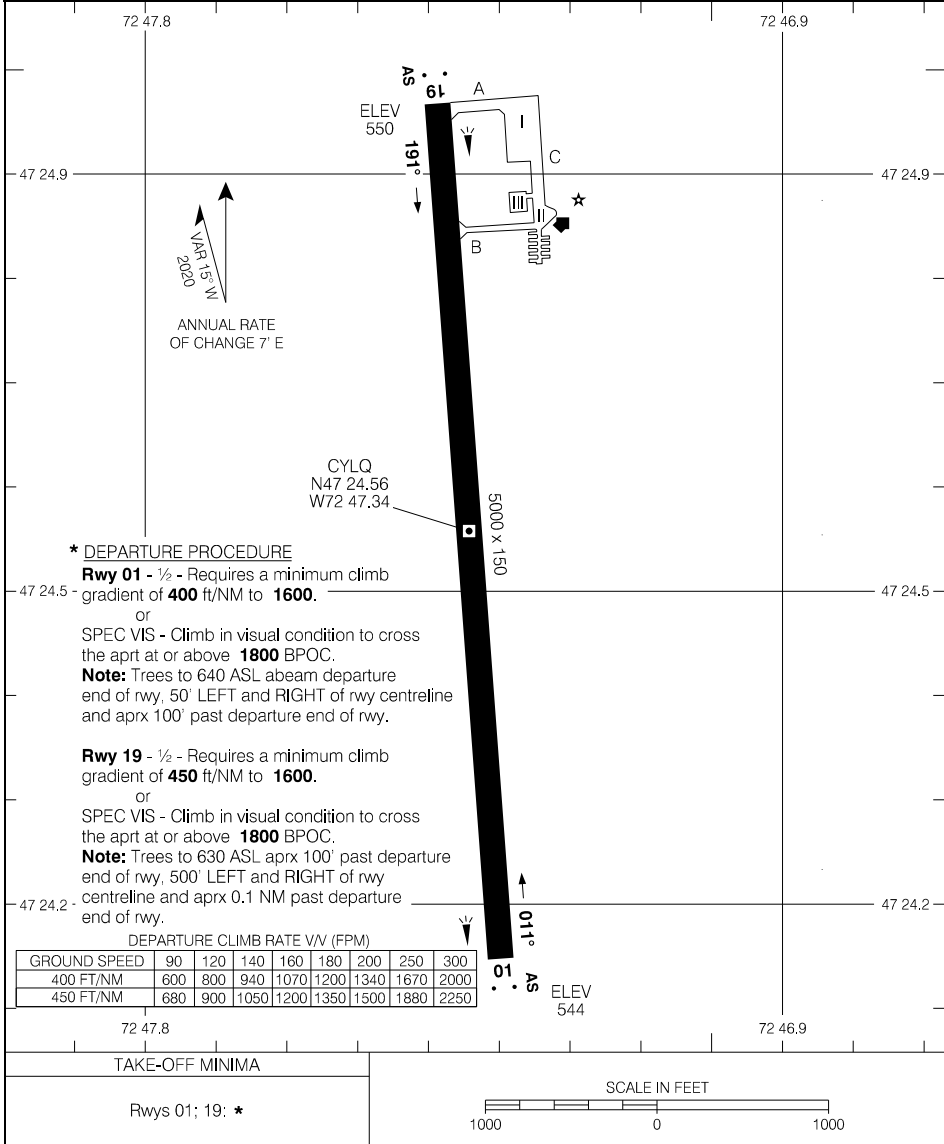 72 47.8
72 46.9
AS
19
A
ELEV
550
I
191°
C
47 24.9
47 24.9
III
II
B
VAR 15° W
2020
ANNUAL RATE
OF CHANGE 7' E
CYLQ
N47 24.56
W72 47.34
5000 x 150
* DEPARTURE PROCEDURE
Rwy 01 - ½ - Requires a minimum climb
gradient of 400 ft/NM to 1600.
or
SPEC VIS - Climb in visual condition to cross
the aprt at or above 1800 BPOC.
Note: Trees to 640 ASL abeam departure
end of rwy, 50' LEFT and RIGHT of rwy centreline
and aprx 100' past departure end of rwy.
47 24.5
47 24.5
Rwy 19 - ½ - Requires a minimum climb
gradient of 450 ft/NM to 1600.
or
SPEC VIS - Climb in visual condition to cross
the aprt at or above 1800 BPOC.
Note: Trees to 630 ASL aprx 100' past departure
end of rwy, 500' LEFT and RIGHT of rwy
centreline and aprx 0.1 NM past departure
end of rwy.
47 24.2
47 24.2
011°
01
AS
ELEV
544
DEPARTURE CLIMB RATE V/V (FPM)
GROUND SPEED 90 120 140 160 180 200 250 300
400 FT/NM 600 800 940 1070 1200 1340 1670 2000
450 FT/NM 680 900 1050 1200 1350 1500 1880 2250
72 47.8
72 46.9
TAKE-OFF MINIMA
Rwys 01; 19: *
SCALE IN FEET
1000 0 1000